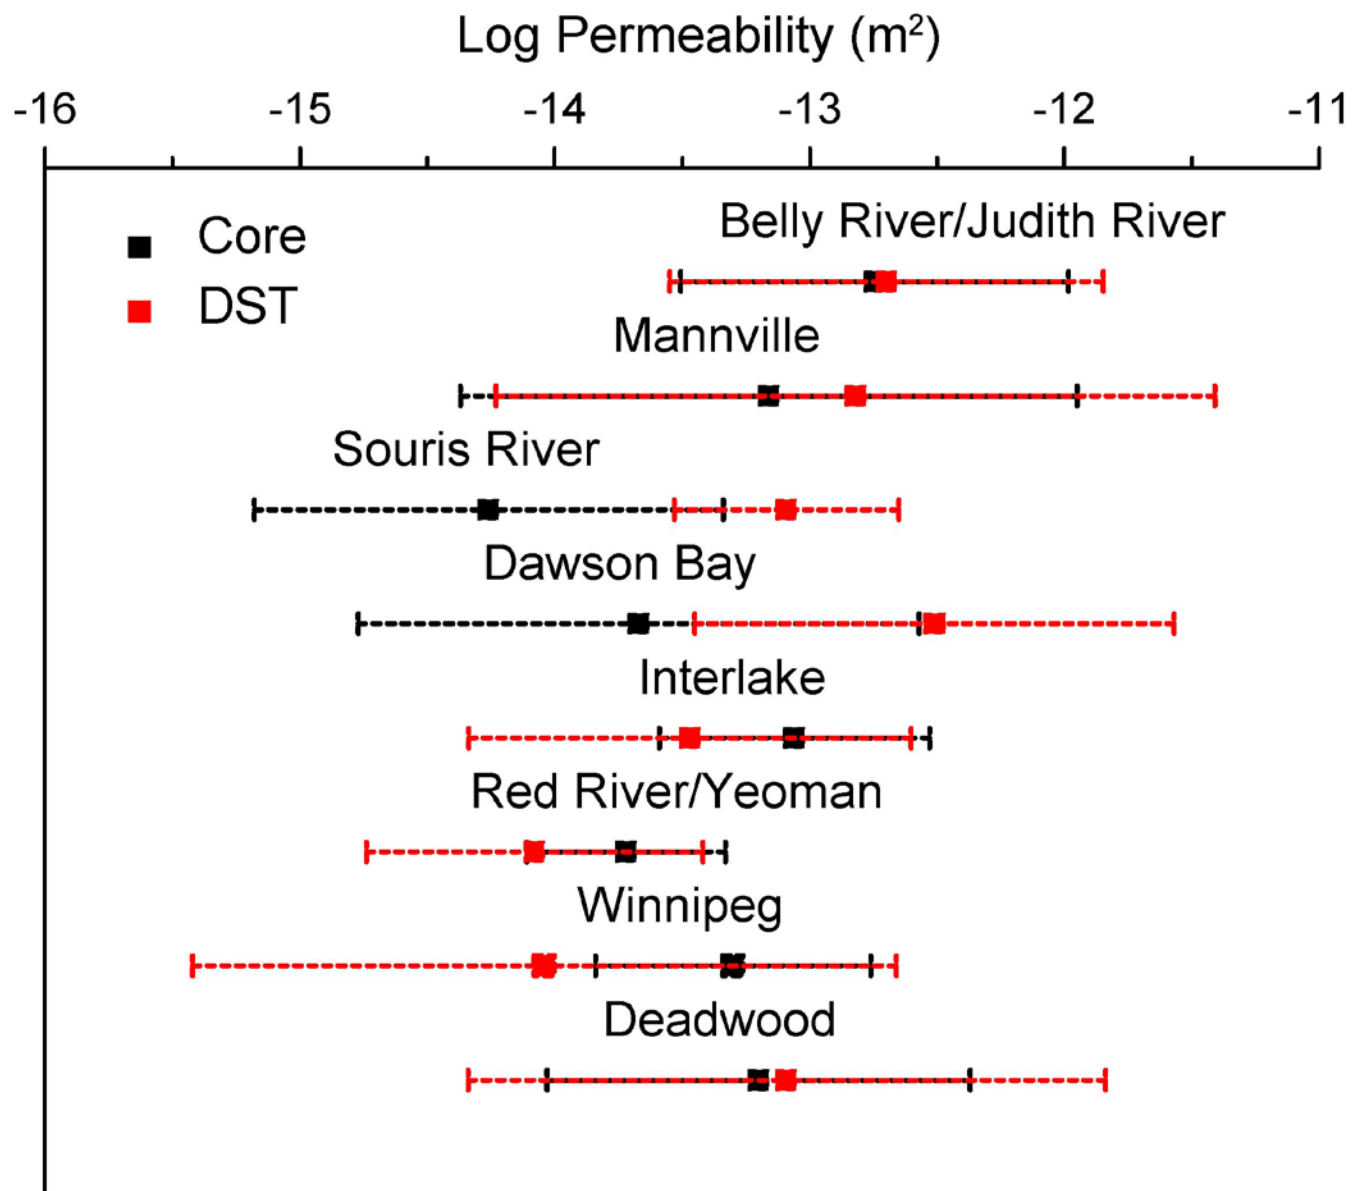 Log Permeability (m²)
-16 -15 -14 -13 -12 -11
Belly River/Judith River
Core
DST
Mannville
Souris River
Dawson Bay
Interlake
Red River/Yeoman
Winnipeg
Deadwood